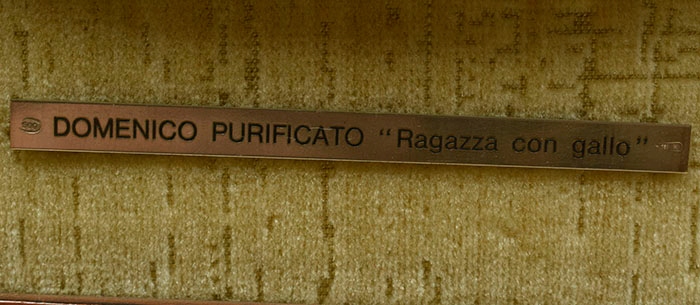 DOMENICO PURIFICATO "Ragazza con gallo"